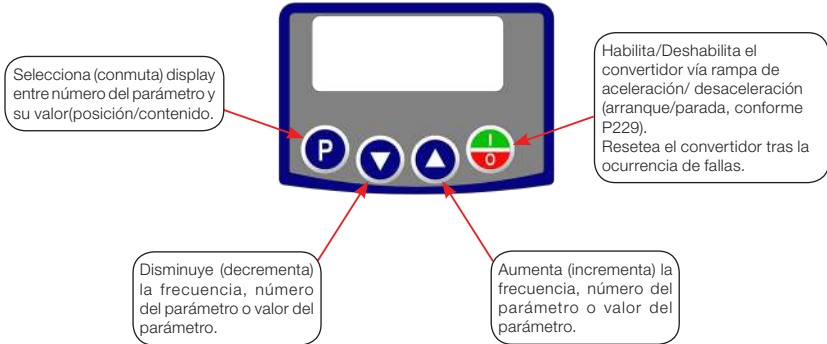 Selecciona (conmuta) display
entre número del parámetro y
su valor(posición/contenido.
Habilita/Deshabilita el
convertidor vía rampa de
aceleración/ desaceleración
(arranque/parada, conforme
P229).
Resetea el convertidor tras la
ocurrencia de fallas.
P
I
O
Disminuye (decrementa)
la frecuencia, número
del parámetro o valor del
parámetro.
Aumenta (incrementa) la
frecuencia, número del
parámetro o valor del
parámetro.